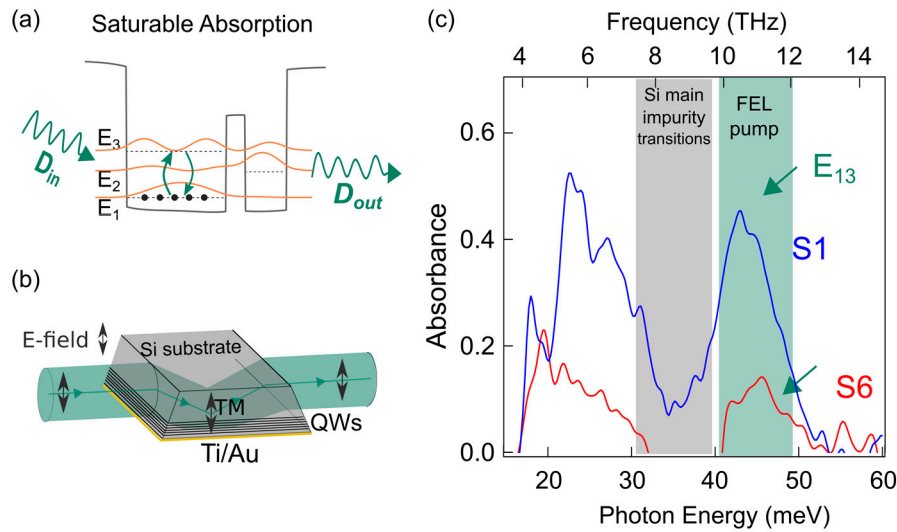 (a)
Saturable Absorption
E3
Din
E2
E1
Dout
(b)
E-field
Si substrate
TM
QWs
Ti/Au
(c)
Frequency (THz)
4 6 8 10 12 14
Si main
impurity
transitions
FEL
pump
E13
S1
S6
Absorbance
0.6
0.4
0.2
0.0
20 30 40 50 60
Photon Energy (meV)